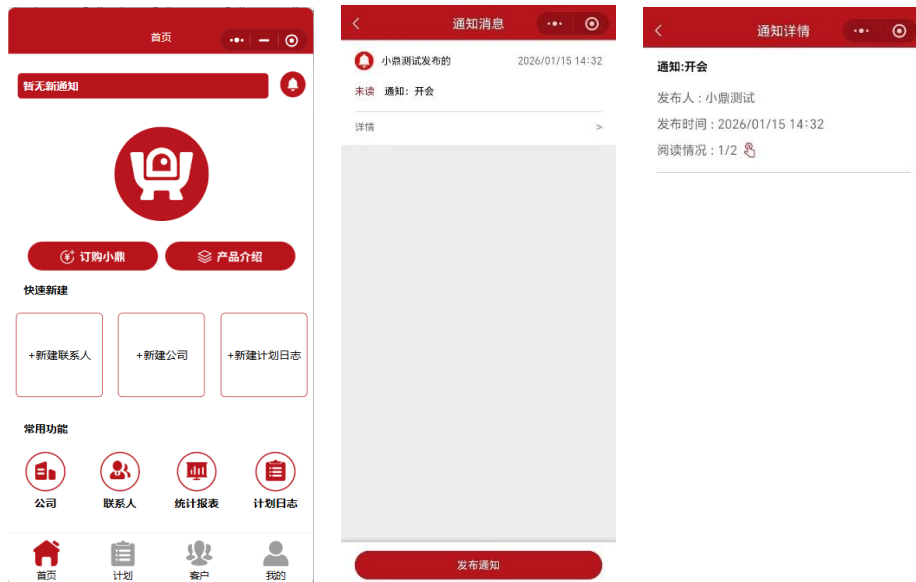 首页
暂无新通知
订购小鼎
产品介绍
快速新建
+新建联系人
+新建公司
+新建计划日志
常用功能
公司
联系人
统计报表
计划日志
首页
计划
客户
我的
通知消息
小鼎测试发布的 2026/01/15 14:32
未读 通知：开会
详情 >
发布通知
通知详情
通知:开会
发布人：小鼎测试
发布时间：2026/01/15 14:32
阅读情况：1/2